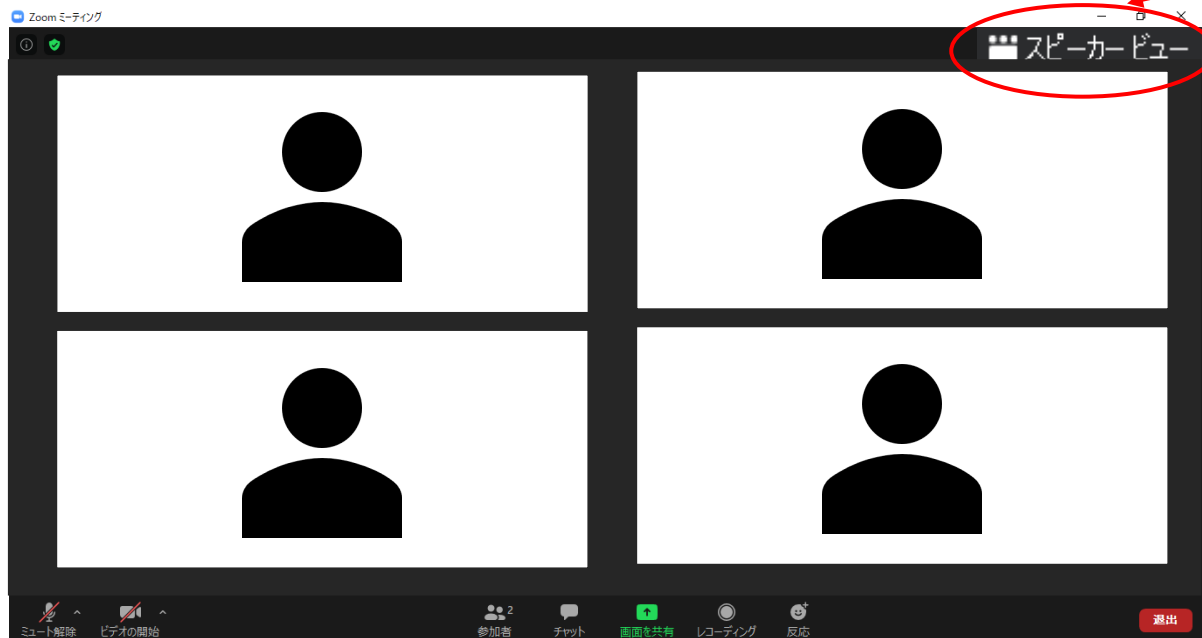 Zoom ミーティング
スピーカー ビュー
ミュート解除
ビデオの開始
2
参加者
チャット
画面を共有
レコーディング
反応
退出